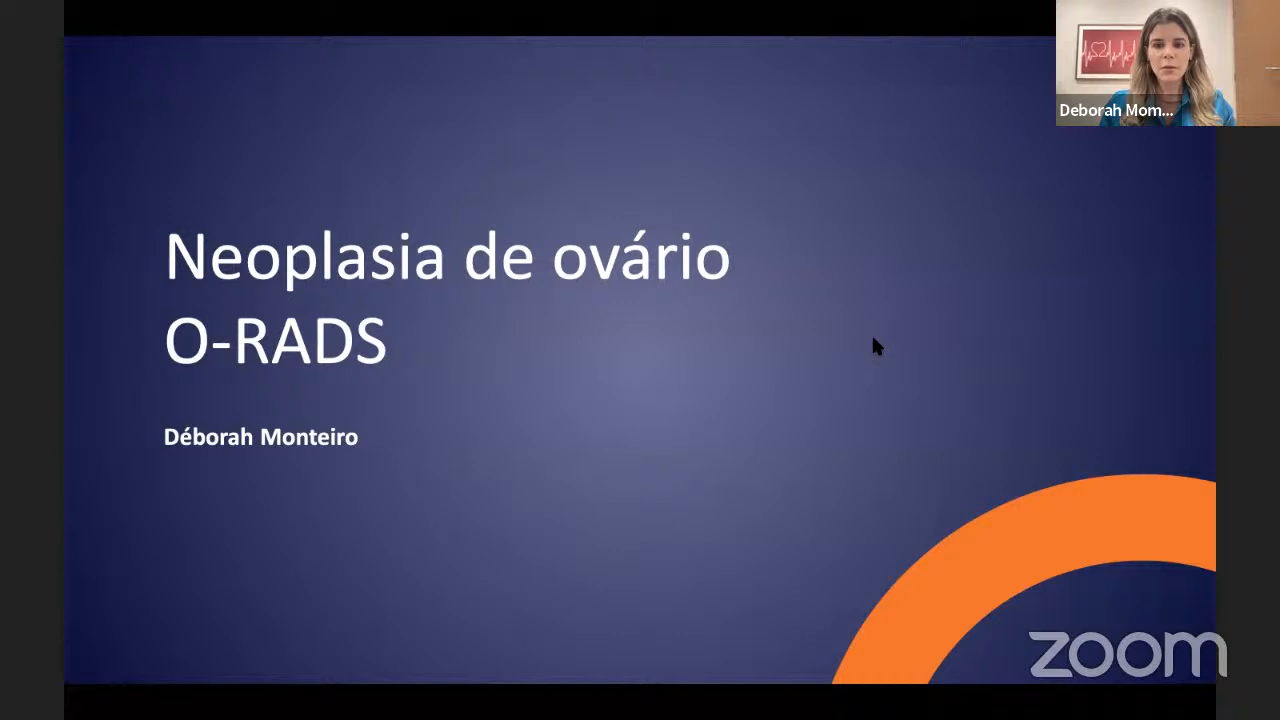 Deborah Mom...
Neoplasia de ovário
O-RADS
Déborah Monteiro
zoom